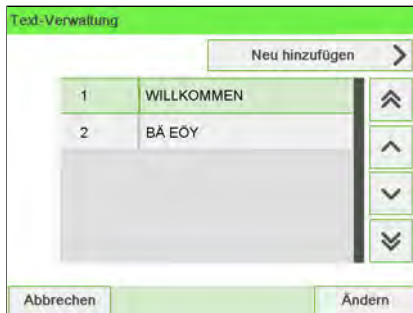 Text-Verwaltung
Neu hinzufügen
1 WILLKOMMEN
2 BÄ EÖY
Abbrechen Ändern